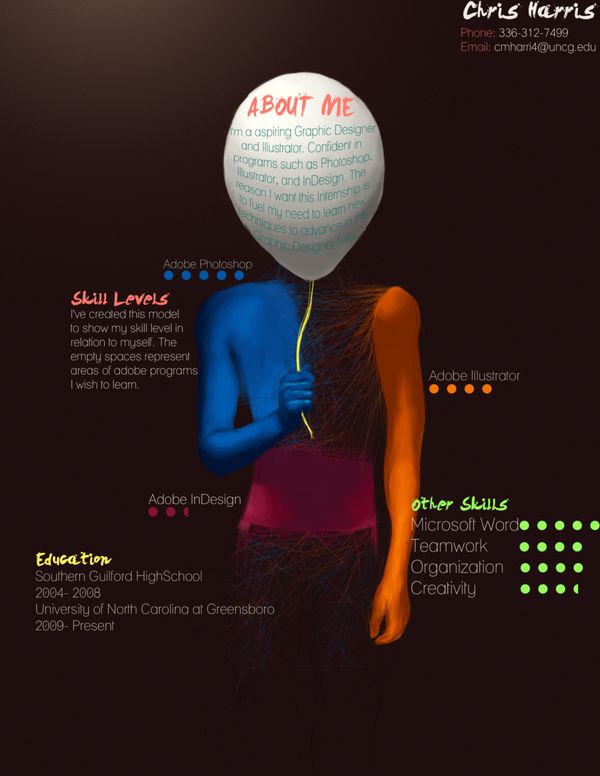 Chris Harris
Phone: 336-312-7499
Email: cmharri4@uncg.edu
ABOUT ME
I'm a aspiring Graphic Designer
and Illustrator. Confident in
programs such as Photoshop,
Illustrator, and InDesign. The
reason I want this Internship is
to fuel my need to learn new
techniques to advance in the
Graphic Designer field.
Adobe Photoshop
Skill Levels
I've created this model
to show my skill level in
relation to myself. The
empty spaces represent
areas of adobe programs
I wish to learn.
Adobe Illustrator
Adobe InDesign
Other Skills
Microsoft Word
Teamwork
Organization
Creativity
Education
Southern Guilford HighSchool
2004- 2008
University of North Carolina at Greensboro
2009- Present